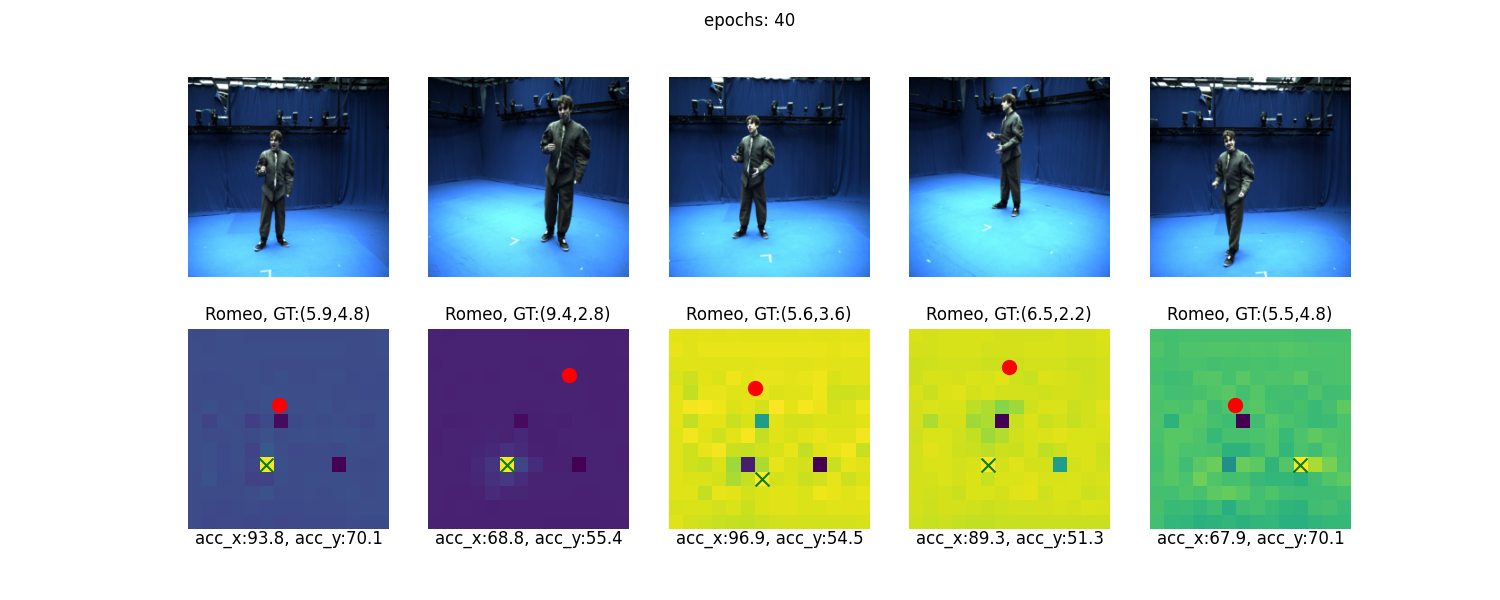 epochs: 40
Romeo, GT:(5.9,4.8)
Romeo, GT:(9.4,2.8)
Romeo, GT:(5.6,3.6)
Romeo, GT:(6.5,2.2)
Romeo, GT:(5.5,4.8)
acc_x:93.8, acc_y:70.1
acc_x:68.8, acc_y:55.4
acc_x:96.9, acc_y:54.5
acc_x:89.3, acc_y:51.3
acc_x:67.9, acc_y:70.1